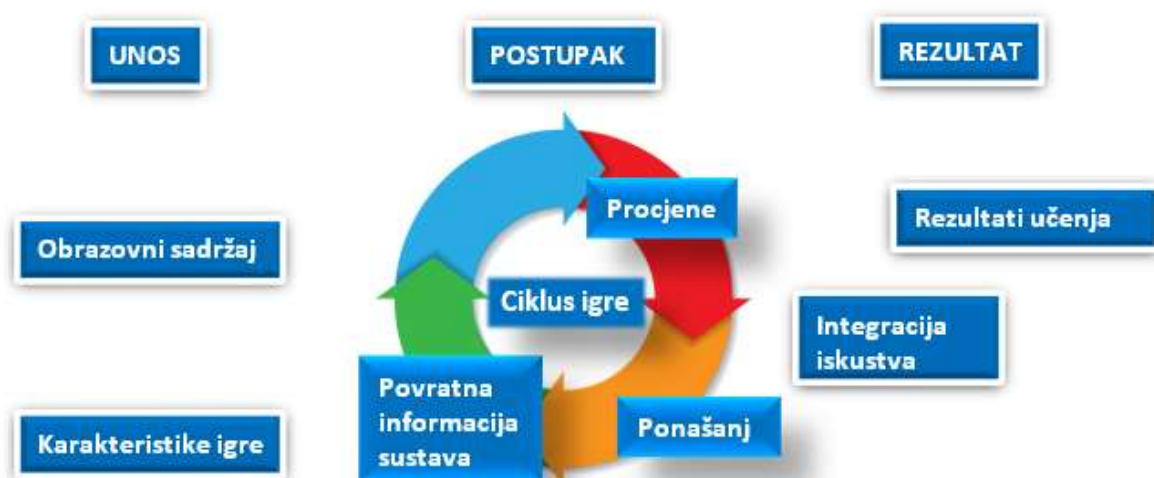 UNOS
POSTUPAK
REZULTAT
Procjene
Rezultati učenja
Obrazovni sadržaj
Ciklus igre
Integracija
iskustva
Povratna
informacija
sustava
Ponašanj
Karakteristike igre